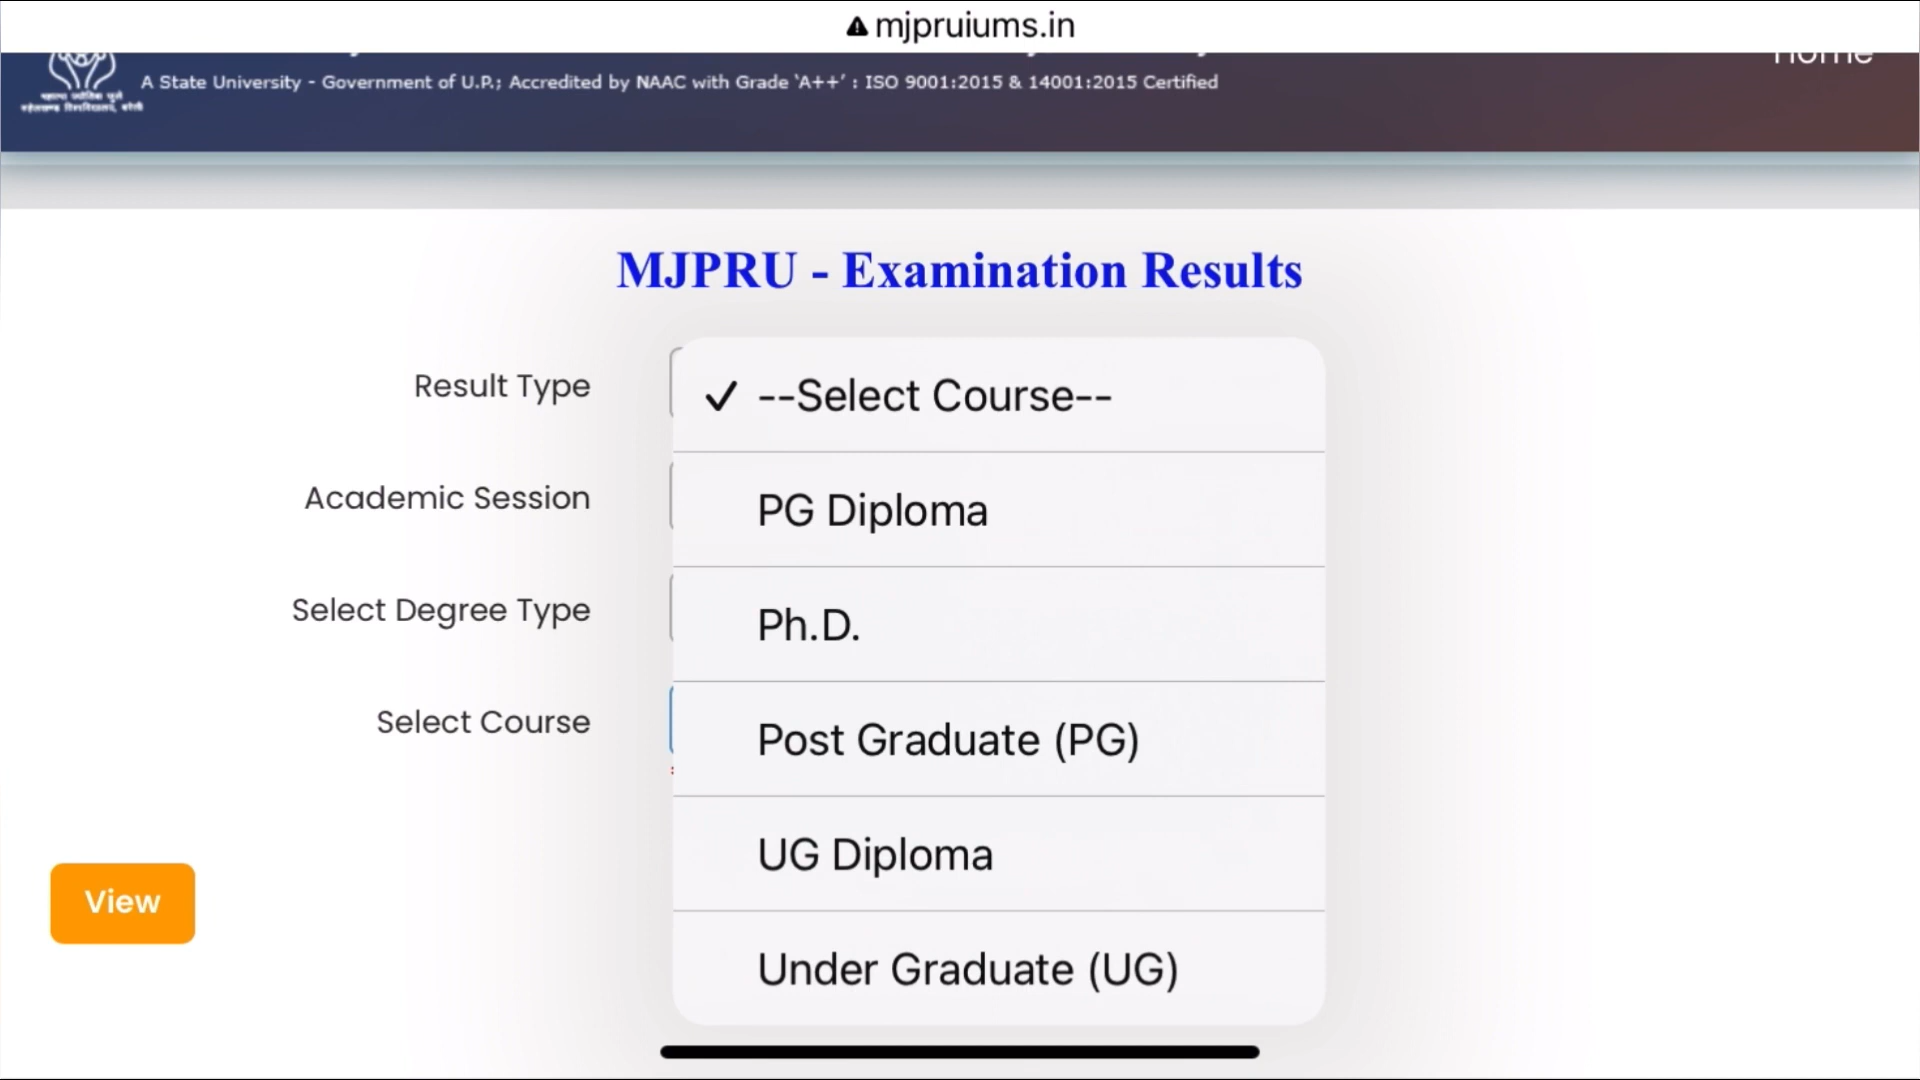 mjpruiums.in
Home
A State University - Government of U.P.; Accredited by NAAC with Grade ‘A++’ : ISO 9001:2015 & 14001:2015 Certified
MJPRU - Examination Results
Result Type
Academic Session
Select Degree Type
Select Course
✓ --Select Course--
PG Diploma
Ph.D.
Post Graduate (PG)
UG Diploma
Under Graduate (UG)
View